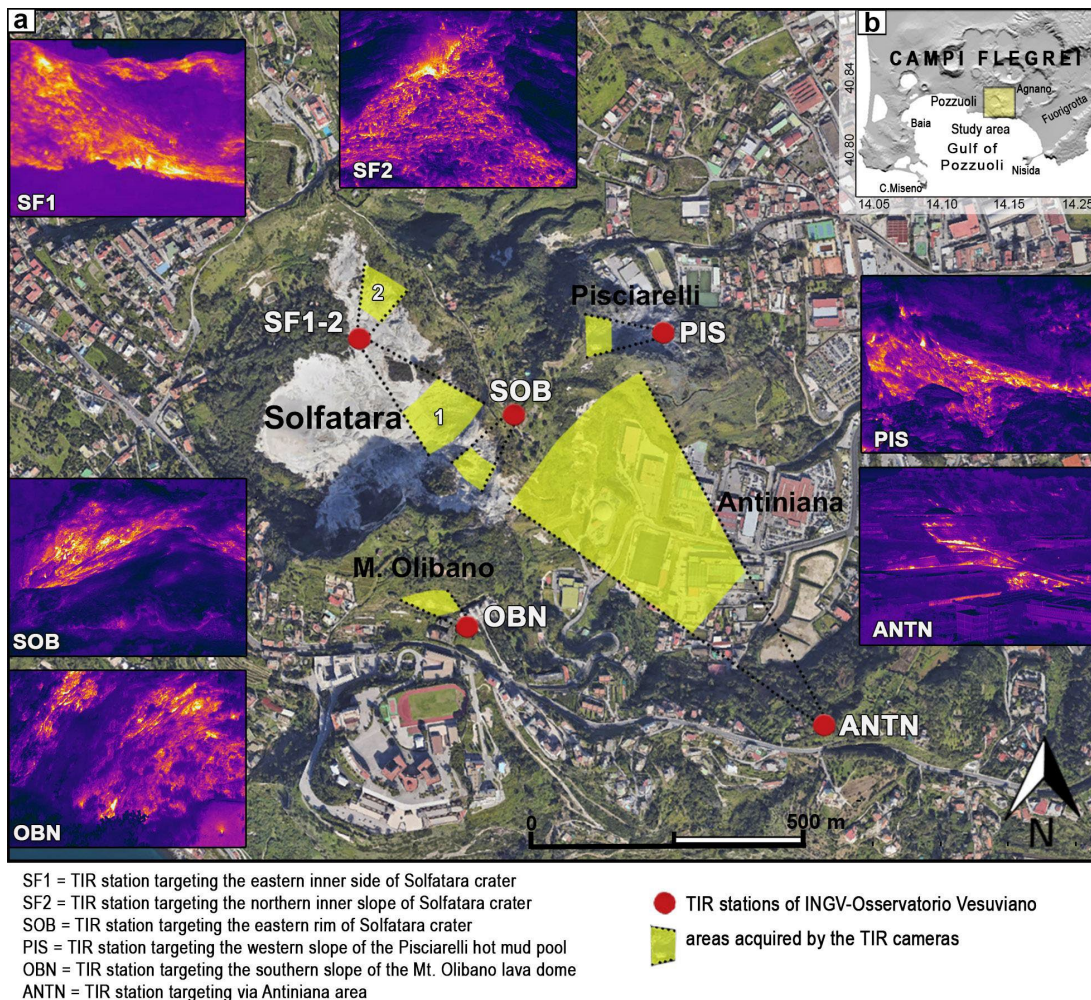 a
b
CAMPI FLEGREI
40.84
40.80
Agnano
Pozzuoli
Fuorigrotta
Baia
Study area
Gulf of
Pozzuoli
Nisida
C.Miseno
14.05
14.10
14.15
14.25
SF1
SF2
2
Pisciarelli
SF1-2
PIS
SOB
Solfatara
1
PIS
Antiniana
M. Olibano
SOB
OBN
ANTN
ANTN
OBN
0
500 m
N
SF1 = TIR station targeting the eastern inner side of Solfatara crater
SF2 = TIR station targeting the northern inner slope of Solfatara crater
SOB = TIR station targeting the eastern rim of Solfatara crater
PIS = TIR station targeting the western slope of the Pisciarelli hot mud pool
OBN = TIR station targeting the southern slope of the Mt. Olibano lava dome
ANTN = TIR station targeting via Antiniana area
TIR stations of INGV-Osservatorio Vesuviano
areas acquired by the TIR cameras